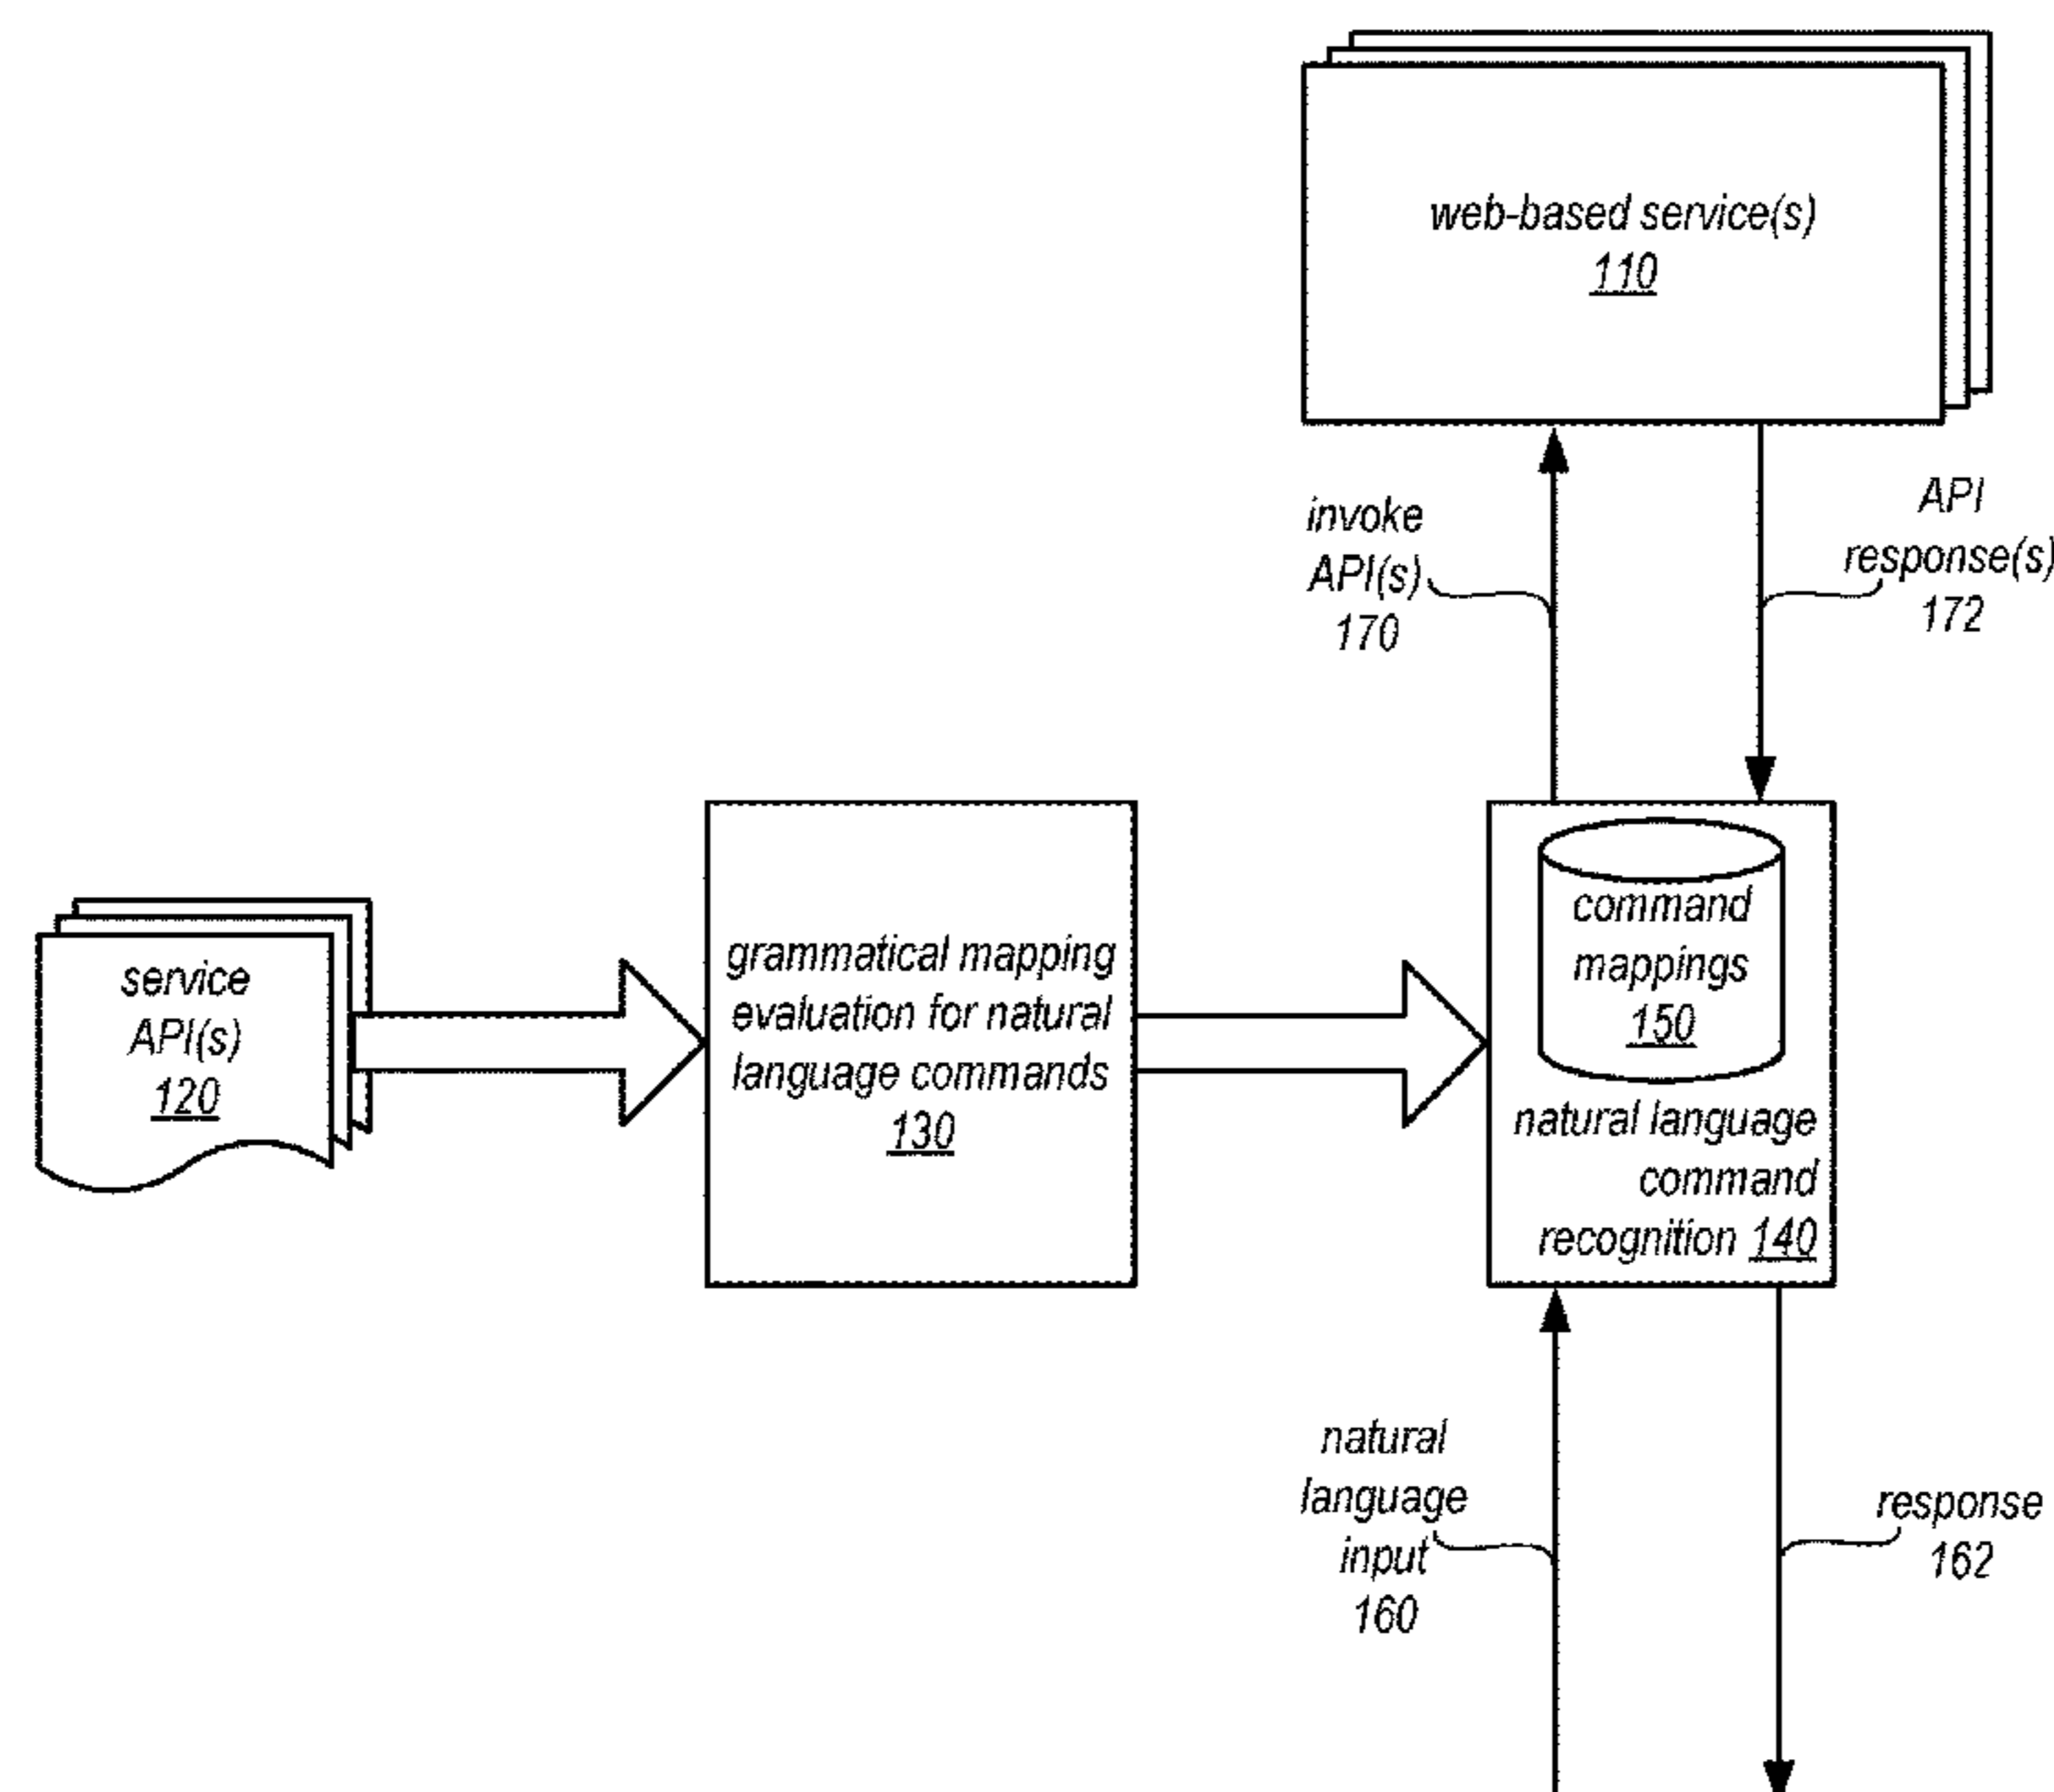 web-based service(s)
110
invoke
API(s)
170
API
response(s)
172
service
API(s)
120
grammatical mapping
evaluation for natural
language commands
130
command
mappings
150
natural language
command
recognition 140
natural
language
input
160
response
162